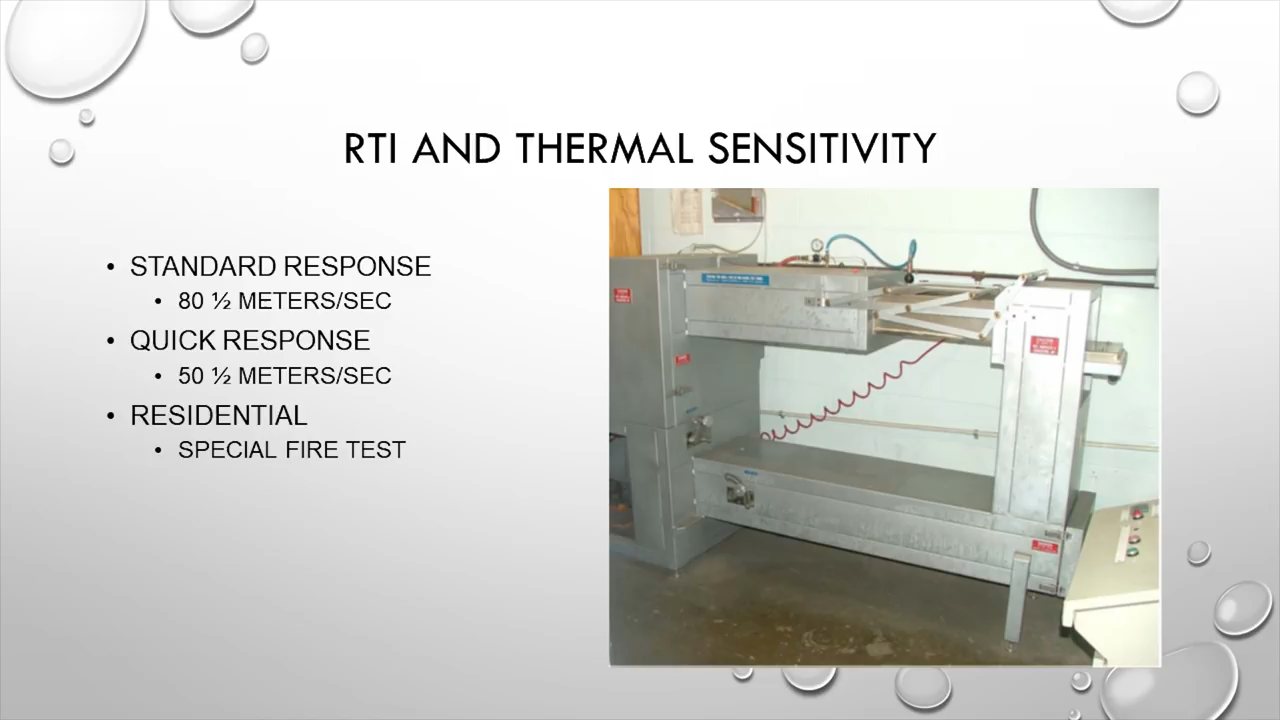 RTI AND THERMAL SENSITIVITY
• STANDARD RESPONSE
• 80 ½ METERS/SEC
• QUICK RESPONSE
• 50 ½ METERS/SEC
• RESIDENTIAL
• SPECIAL FIRE TEST